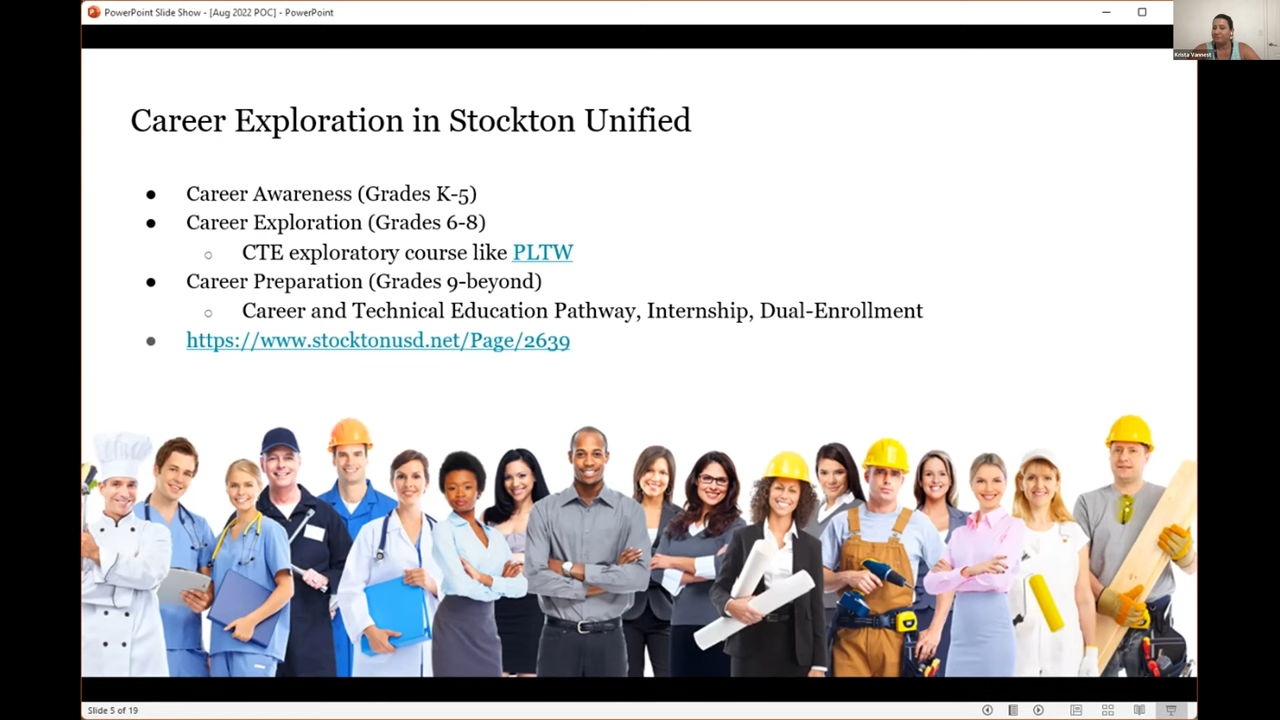 PowerPoint Slide Show - [Aug 2022 POC] - PowerPoint
Krista Vannest
Career Exploration in Stockton Unified
● Career Awareness (Grades K-5)
● Career Exploration (Grades 6-8)
○ CTE exploratory course like PLTW
● Career Preparation (Grades 9-beyond)
○ Career and Technical Education Pathway, Internship, Dual-Enrollment
● https://www.stocktonusd.net/Page/2639
Slide 5 of 19